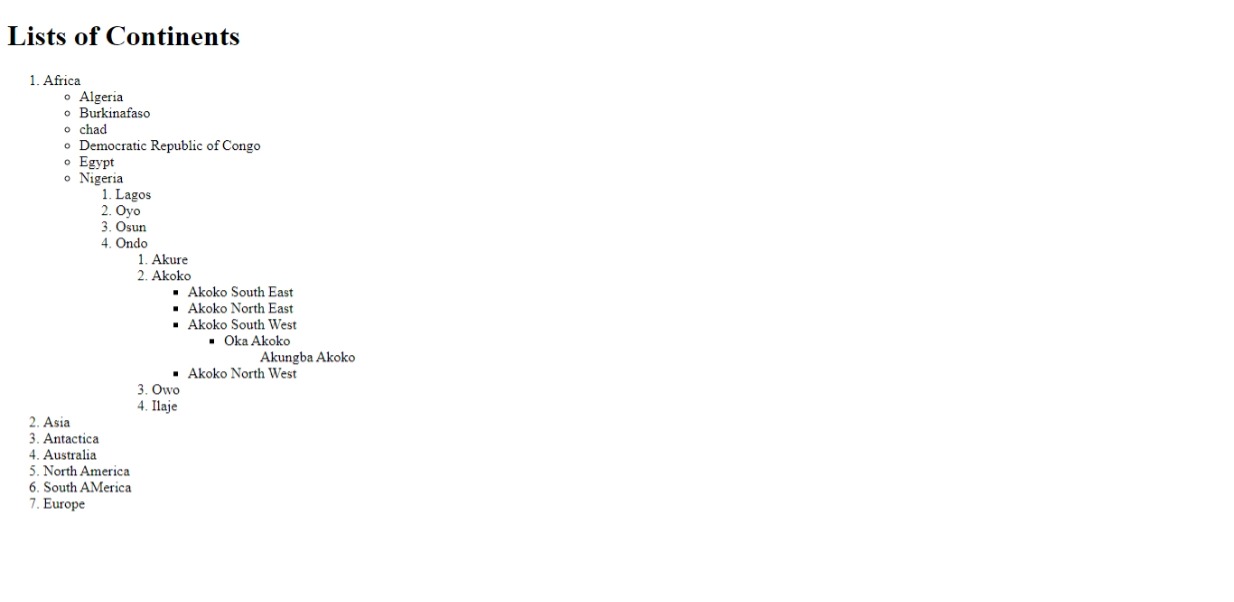 Lists of Continents
1. Africa
Algeria
Burkinafaso
chad
Democratic Republic of Congo
Egypt
Nigeria
1. Lagos
2. Oyo
3. Osun
4. Ondo
1. Akure
2. Akoko
Akoko South East
Akoko North East
Akoko South West
Oka Akoko
Akungba Akoko
Akoko North West
3. Owo
4. Ilaje
2. Asia
3. Antactica
4. Australia
5. North America
6. South AMerica
7. Europe